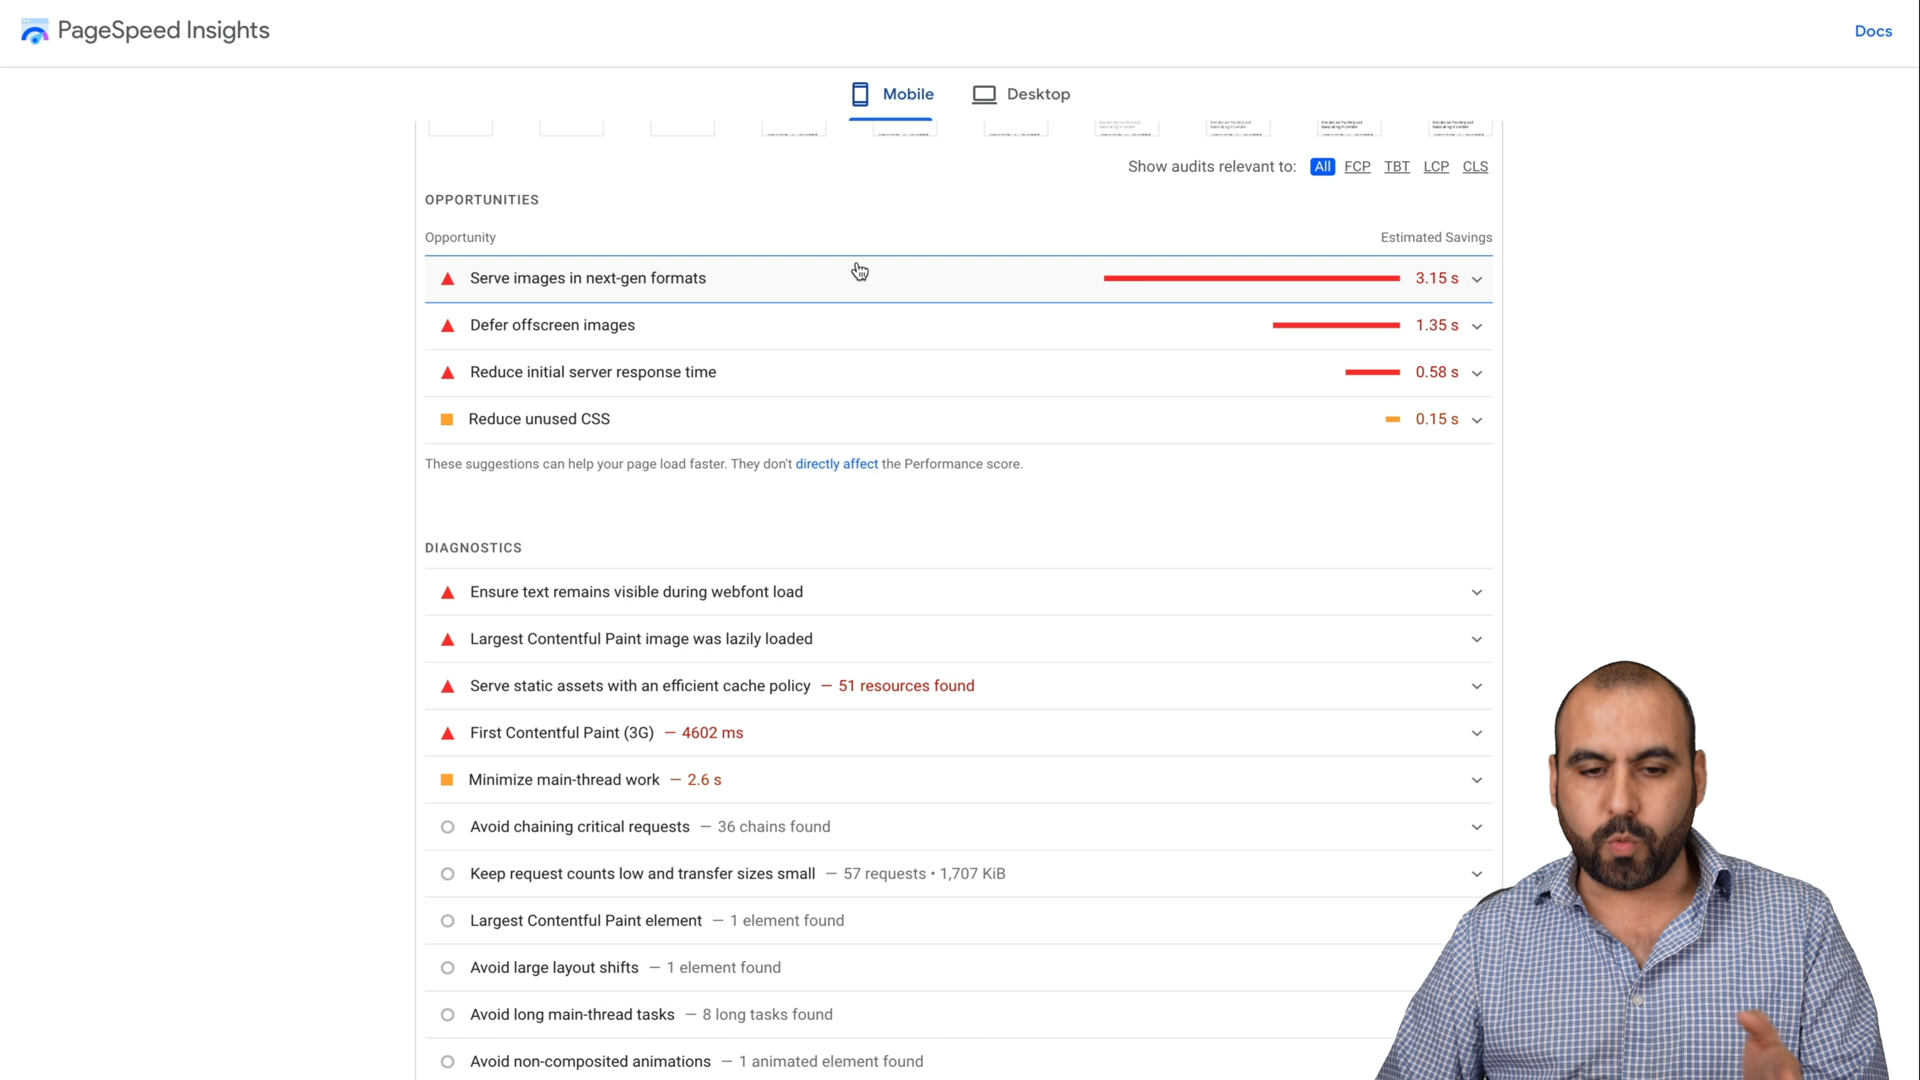 PageSpeed Insights
Docs
Mobile
Desktop
Show audits relevant to: All FCP TBT LCP CLS
OPPORTUNITIES
Opportunity
Estimated Savings
Serve images in next-gen formats
3.15 s
Defer offscreen images
1.35 s
Reduce initial server response time
0.58 s
Reduce unused CSS
0.15 s
These suggestions can help your page load faster. They don't directly affect the Performance score.
DIAGNOSTICS
Ensure text remains visible during webfont load
Largest Contentful Paint image was lazily loaded
Serve static assets with an efficient cache policy — 51 resources found
First Contentful Paint (3G) — 4602 ms
Minimize main-thread work — 2.6 s
Avoid chaining critical requests — 36 chains found
Keep request counts low and transfer sizes small — 57 requests • 1,707 KiB
Largest Contentful Paint element — 1 element found
Avoid large layout shifts — 1 element found
Avoid long main-thread tasks — 8 long tasks found
Avoid non-composited animations — 1 animated element found